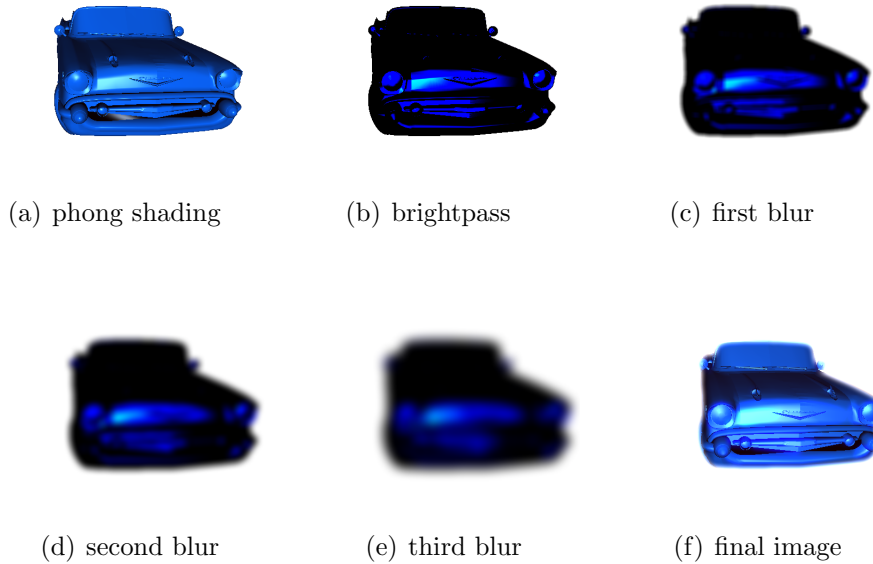 (a) phong shading
(b) brightpass
(c) first blur
(d) second blur
(e) third blur
(f) final image